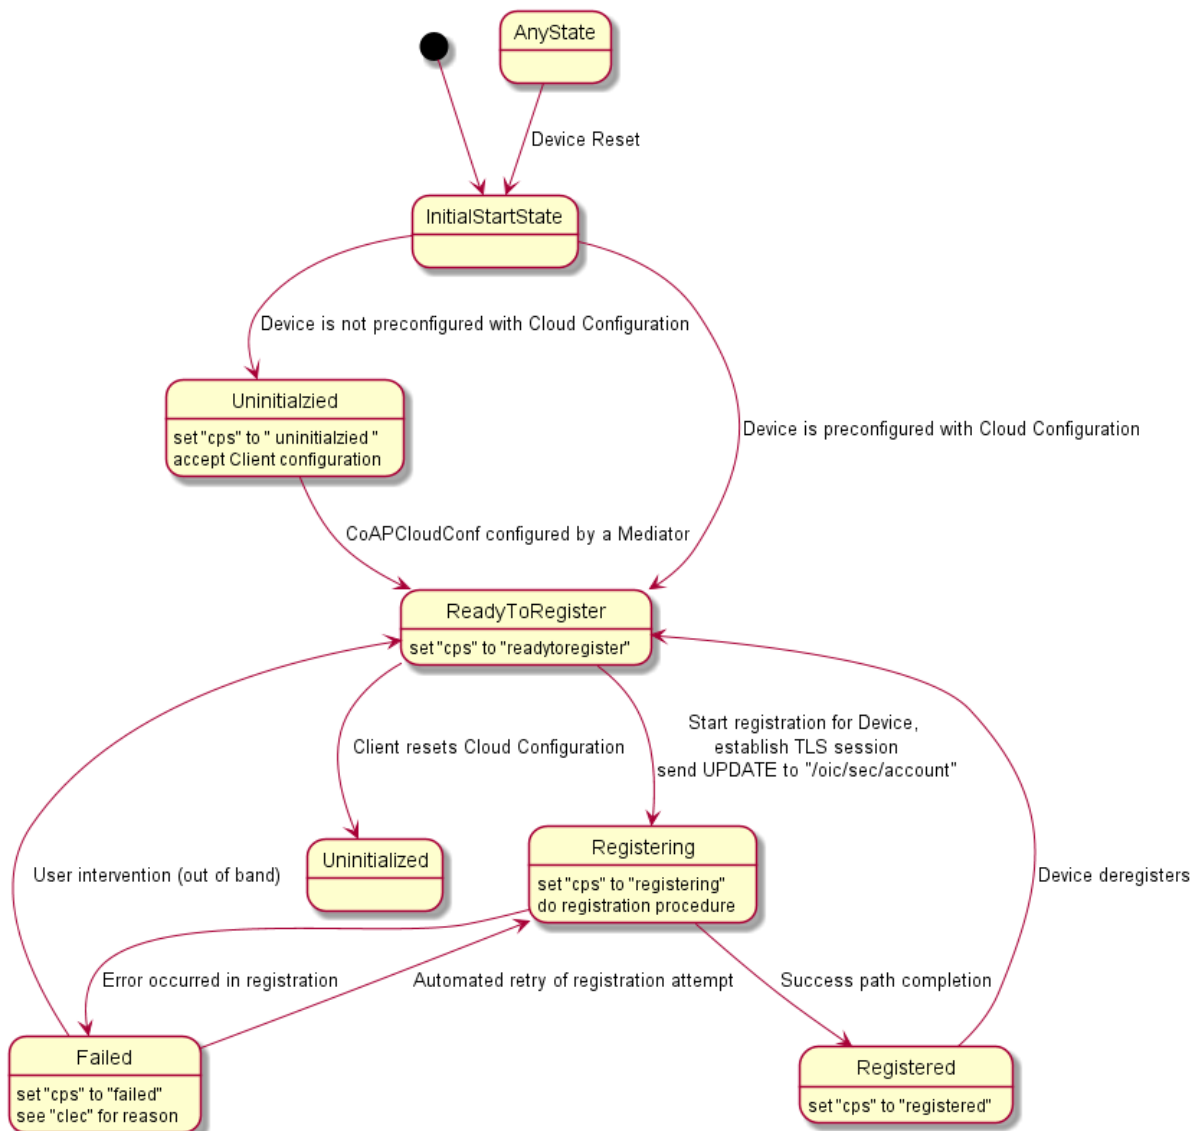 AnyState
Device Reset
InitialStartState
Device is not preconfigured with Cloud Configuration
Uninitialzied
set "cps" to " uninitialzied "
accept Client configuration
Device is preconfigured with Cloud Configuration
CoAPCloudConf configured by a Mediator
ReadyToRegister
set "cps" to "readytoregister"
Client resets Cloud Configuration
Start registration for Device,
establish TLS session
send UPDATE to "/oic/sec/account"
Uninitialized
Registering
set "cps" to "registering"
do registration procedure
User intervention (out of band)
Device deregisters
Error occurred in registration
Automated retry of registration attempt
Success path completion
Failed
set "cps" to "failed"
see "clec" for reason
Registered
set "cps" to "registered"